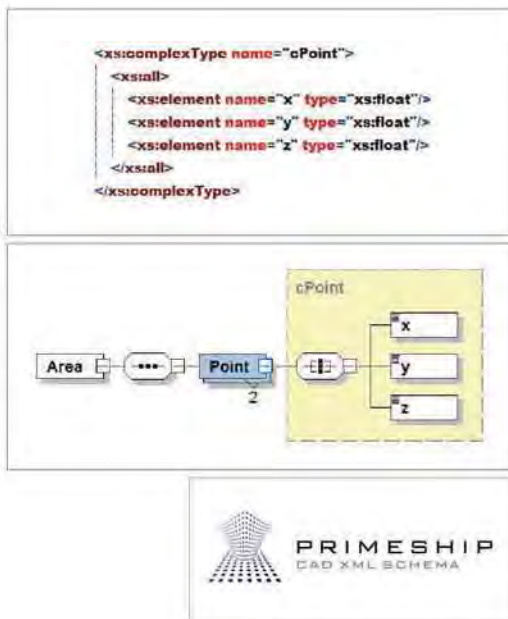 <xs:complexType name="cPoint">
<xs:all>
<xs:element name="x" type="xs:float"/>
<xs:element name="y" type="xs:float"/>
<xs:element name="z" type="xs:float"/>
</xs:all>
</xs:complexType>
cPoint
x
Area
Point
y
2
z
PRIMESHIP
CAD XML SCHEMA